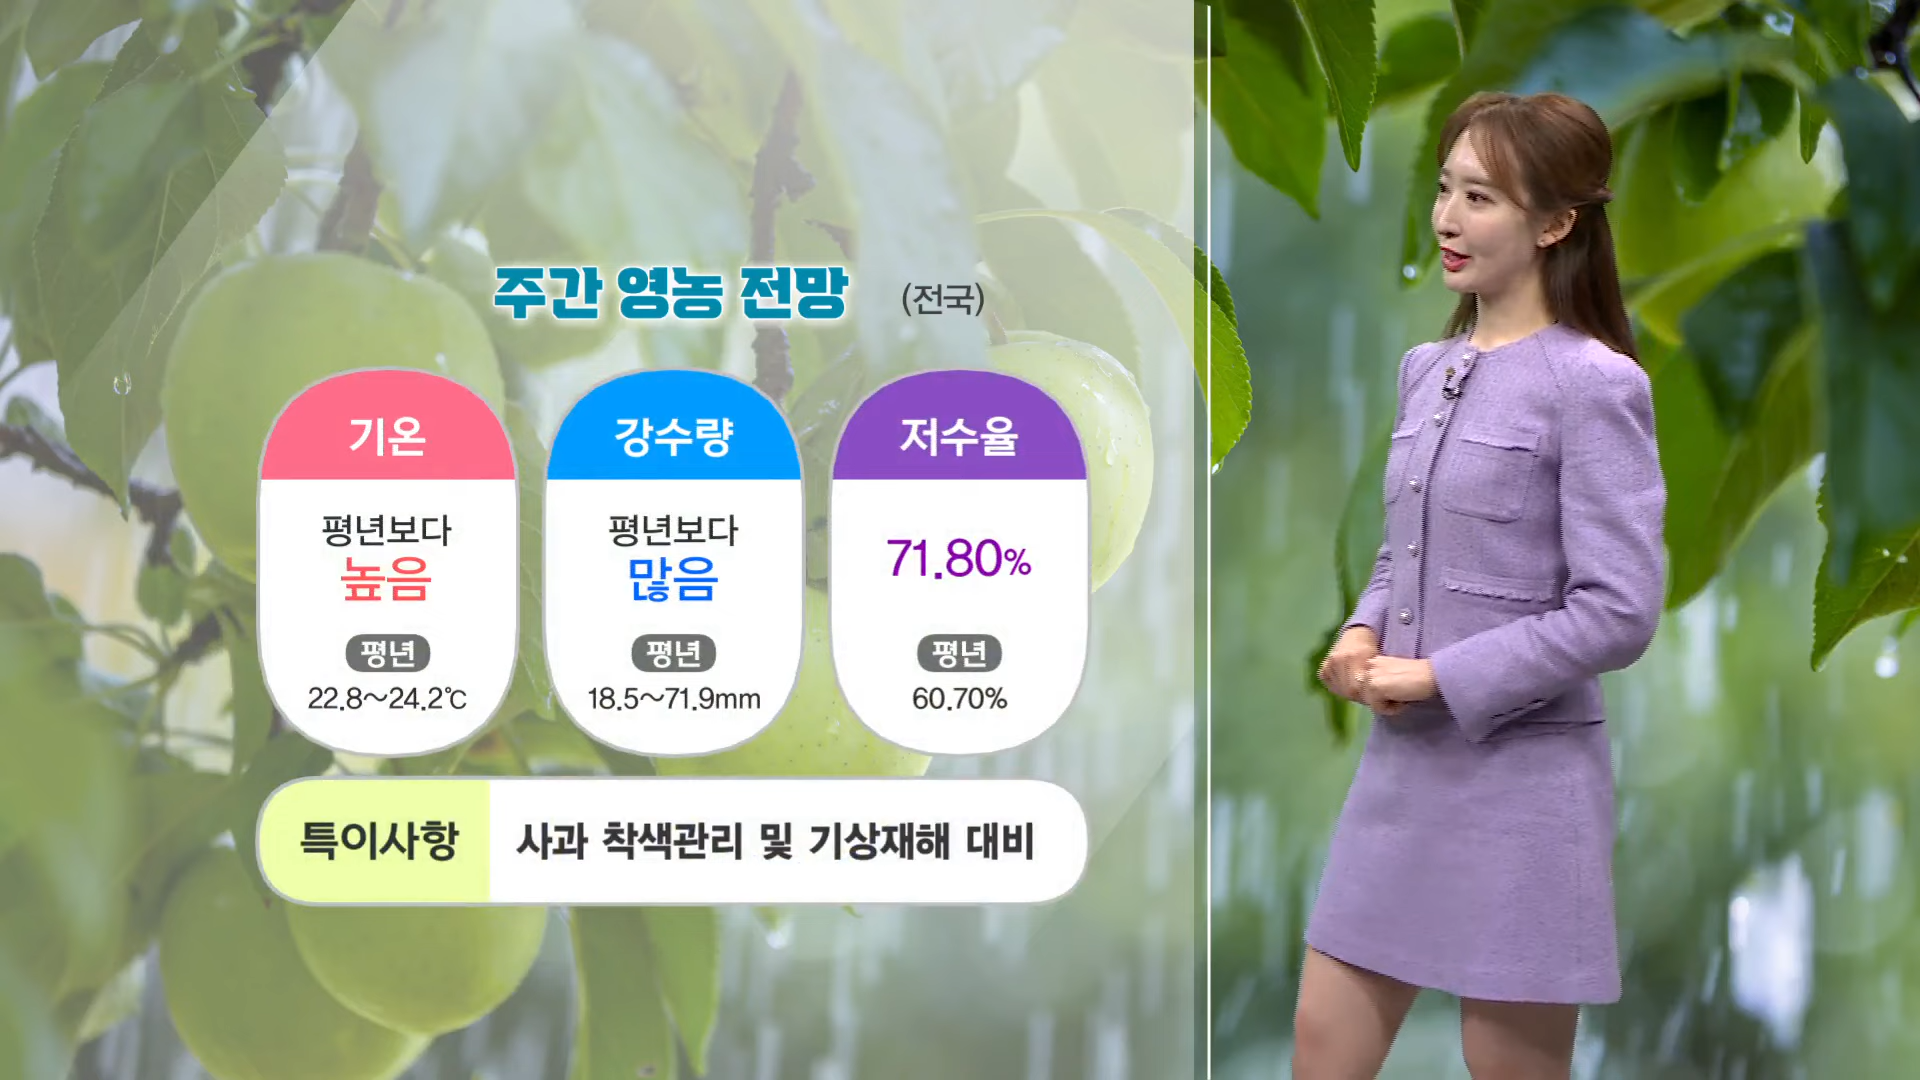 주간 영농 전망 (전국)
기온
평년보다
높음
평년
22.8~24.2℃
강수량
평년보다
많음
평년
18.5~71.9mm
저수율
71.80%
평년
60.70%
특이사항 사과 착색관리 및 기상재해 대비